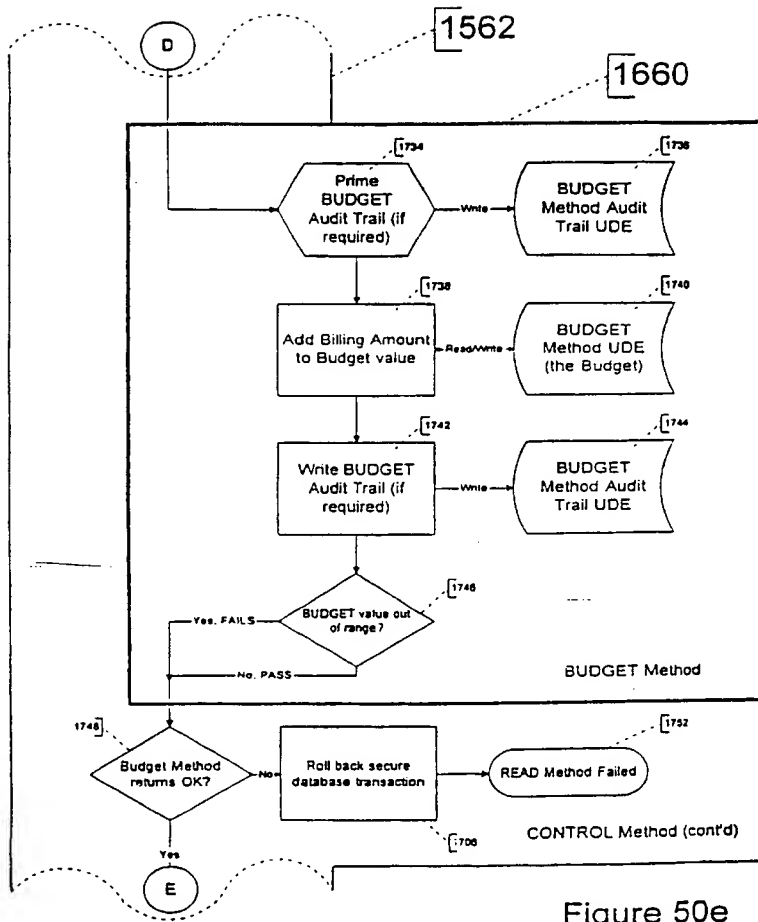 D
1562
1660
1734
Prime
BUDGET
Audit Trail (if
required)
Write
1736
BUDGET
Method Audit
Trail UDE
1738
Add Billing Amount
to Budget value
Read/Write
1740
BUDGET
Method UDE
(the Budget)
1742
Write BUDGET
Audit Trail (if
required)
Write
1744
BUDGET
Method Audit
Trail UDE
1746
BUDGET value out
of range?
Yes, FAILS
No, PASS
BUDGET Method
1748
Budget Method
returns OK?
No
Roll back secure
database transaction
1752
READ Method Failed
CONTROL Method (cont'd)
Yes
E
Figure 50e